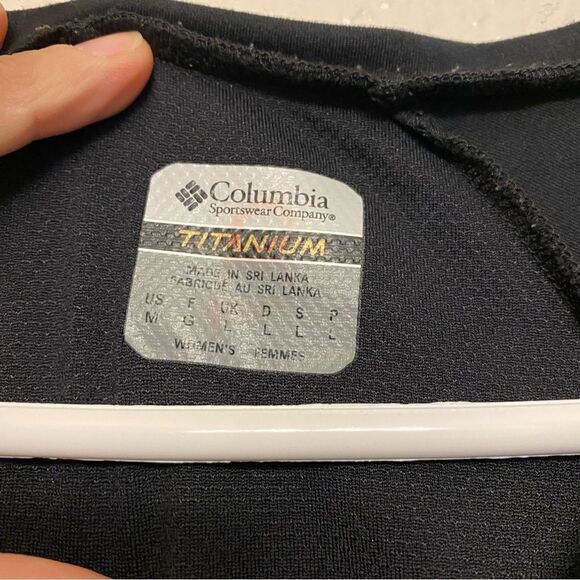 Columbia
Sportswear Company®
TITANIUM
MADE IN SRI LANKA
FABRIQUÉ AU SRI LANKA
US F UK D S P
M G L L L L
WOMEN'S FEMMES